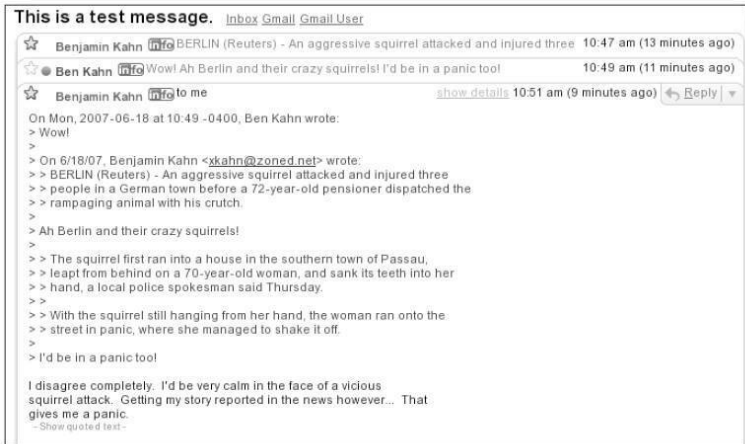 This is a test message. Inbox Gmail Gmail User
Benjamin Kahn info BERLIN (Reuters) - An aggressive squirrel attacked and injured three 10:47 am (13 minutes ago)
Ben Kahn info Wow! Ah Berlin and their crazy squirrels! I'd be in a panic too! 10:49 am (11 minutes ago)
Benjamin Kahn info to me show details 10:51 am (9 minutes ago) Reply
On Mon, 2007-06-18 at 10:49 -0400, Ben Kahn wrote:
> Wow!
>
> On 6/18/07, Benjamin Kahn <xkahn@zoned.net> wrote:
> > BERLIN (Reuters) - An aggressive squirrel attacked and injured three
> > people in a German town before a 72-year-old pensioner dispatched the
> > rampaging animal with his crutch.
>
> Ah Berlin and their crazy squirrels!
>
> > The squirrel first ran into a house in the southern town of Passau,
> > leapt from behind on a 70-year-old woman, and sank its teeth into her
> > hand, a local police spokesman said Thursday.
> >
> > With the squirrel still hanging from her hand, the woman ran onto the
> > street in panic, where she managed to shake it off.
>
> I'd be in a panic too!
I disagree completely. I'd be very calm in the face of a vicious
squirrel attack. Getting my story reported in the news however... That
gives me a panic.
- Show quoted text -